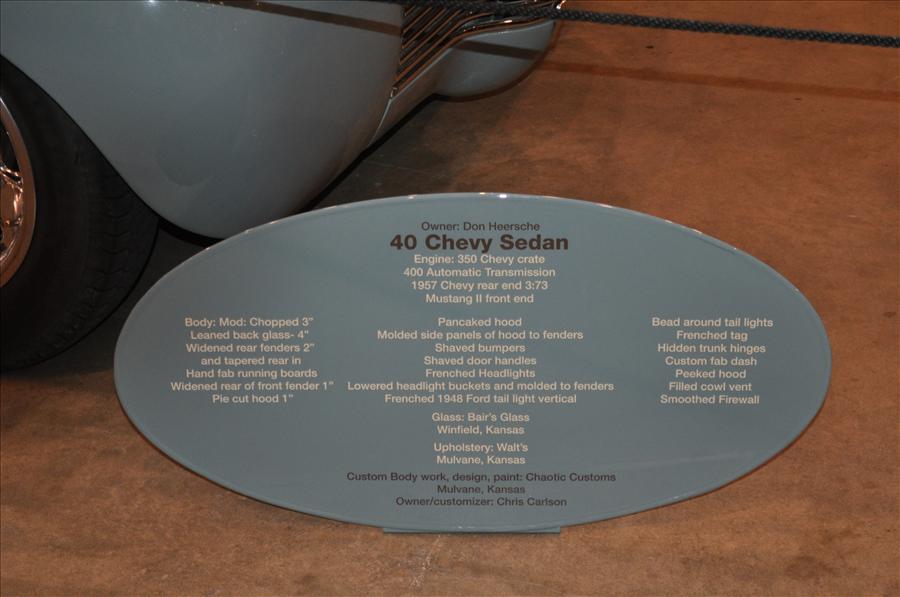 Owner: Don Heersche
40 Chevy Sedan
Engine: 350 Chevy crate
400 Automatic Transmission
1957 Chevy rear end 3:73
Mustang II front end
Body: Mod: Chopped 3"
Leaned back glass- 4"
Widened rear fenders 2"
and tapered rear in
Hand fab running boards
Widened rear of front fender 1"
Pie cut hood 1"
Pancaked hood
Molded side panels of hood to fenders
Shaved bumpers
Shaved door handles
Frenched Headlights
Lowered headlight buckets and molded to fenders
Frenched 1948 Ford tail light vertical
Bead around tail lights
Frenched tag
Hidden trunk hinges
Custom fab dash
Peeked hood
Filled cowl vent
Smoothed Firewall
Glass: Bair's Glass
Winfield, Kansas
Upholstery: Walt's
Mulvane, Kansas
Custom Body work, design, paint: Chaotic Customs
Mulvane, Kansas
Owner/customizer: Chris Carlson